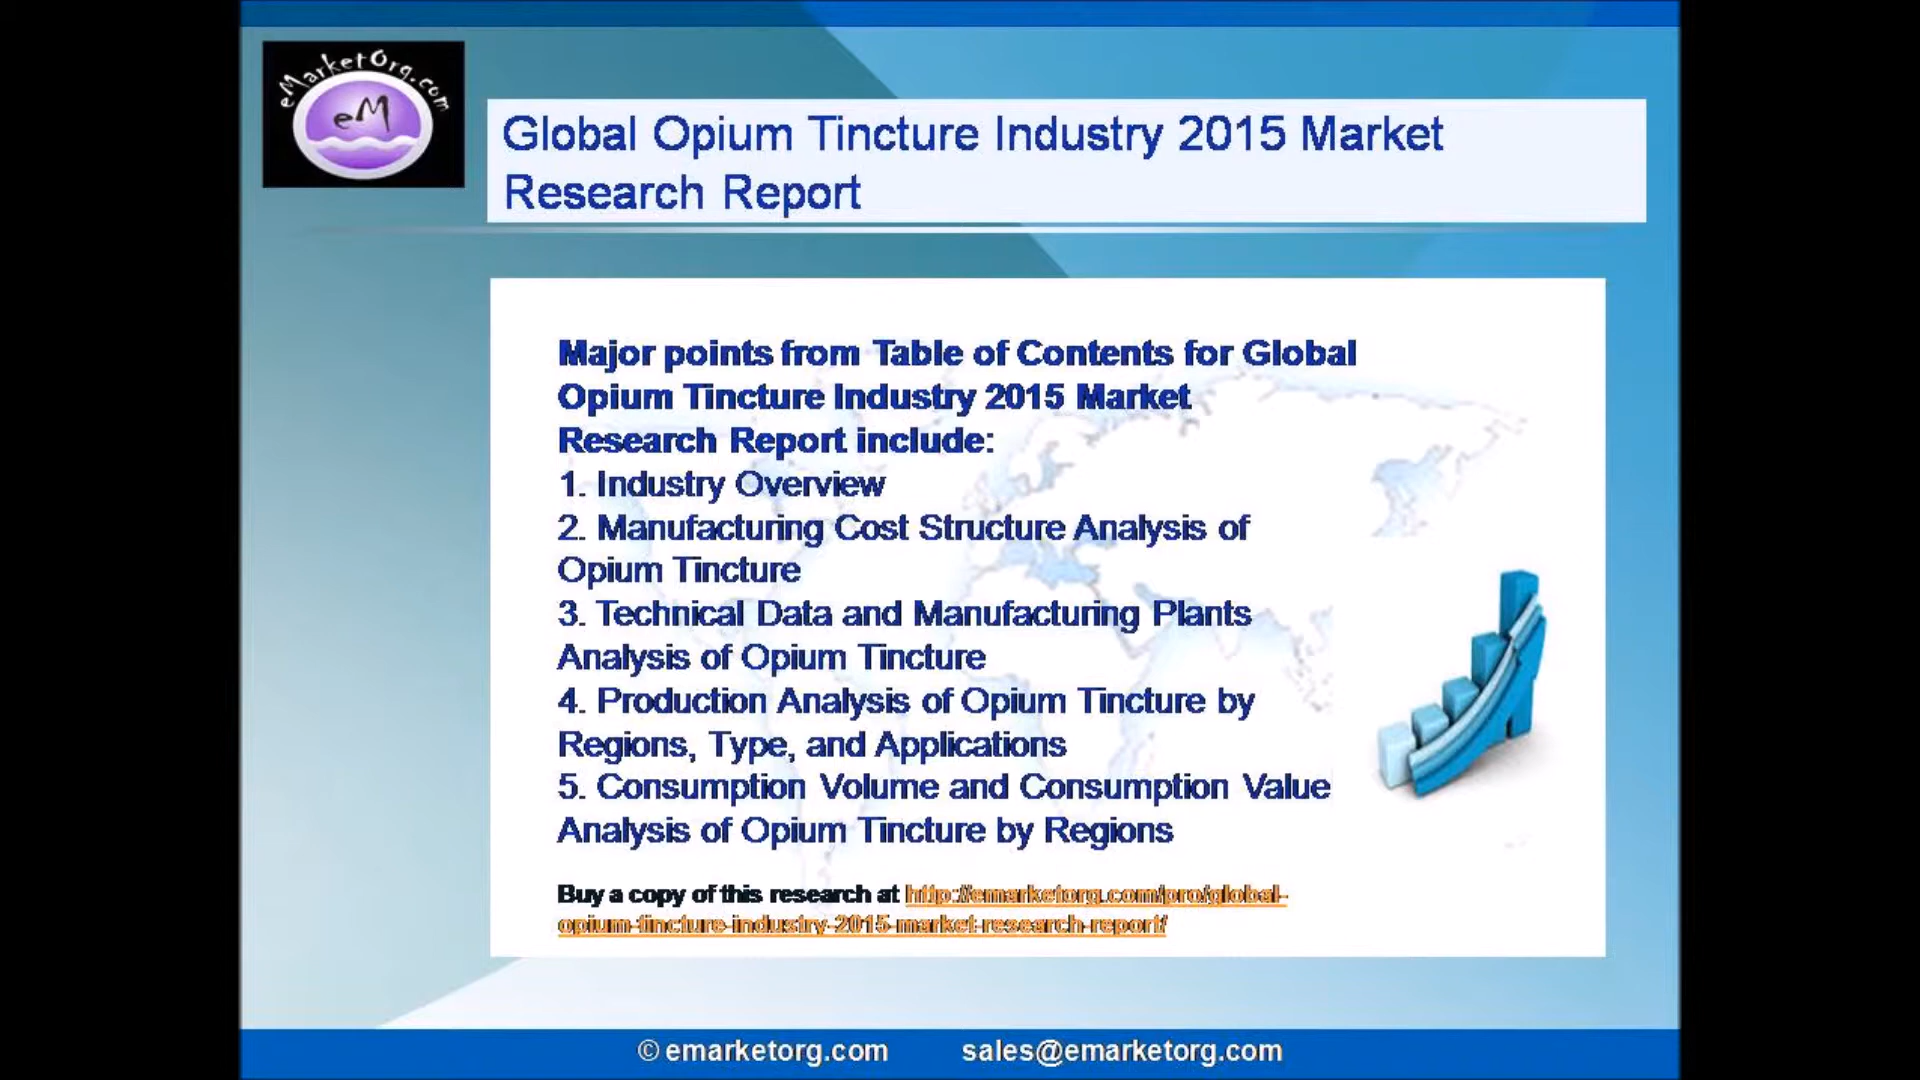 eMarketOrg.com
eM
Global Opium Tincture Industry 2015 Market
Research Report
Major points from Table of Contents for Global
Opium Tincture Industry 2015 Market
Research Report include:
1. Industry Overview
2. Manufacturing Cost Structure Analysis of
Opium Tincture
3. Technical Data and Manufacturing Plants
Analysis of Opium Tincture
4. Production Analysis of Opium Tincture by
Regions, Type, and Applications
5. Consumption Volume and Consumption Value
Analysis of Opium Tincture by Regions
Buy a copy of this research at http://emarketorg.com/pro/global-
opium-tincture-industry-2015-market-research-report/
© emarketorg.com sales@emarketorg.com